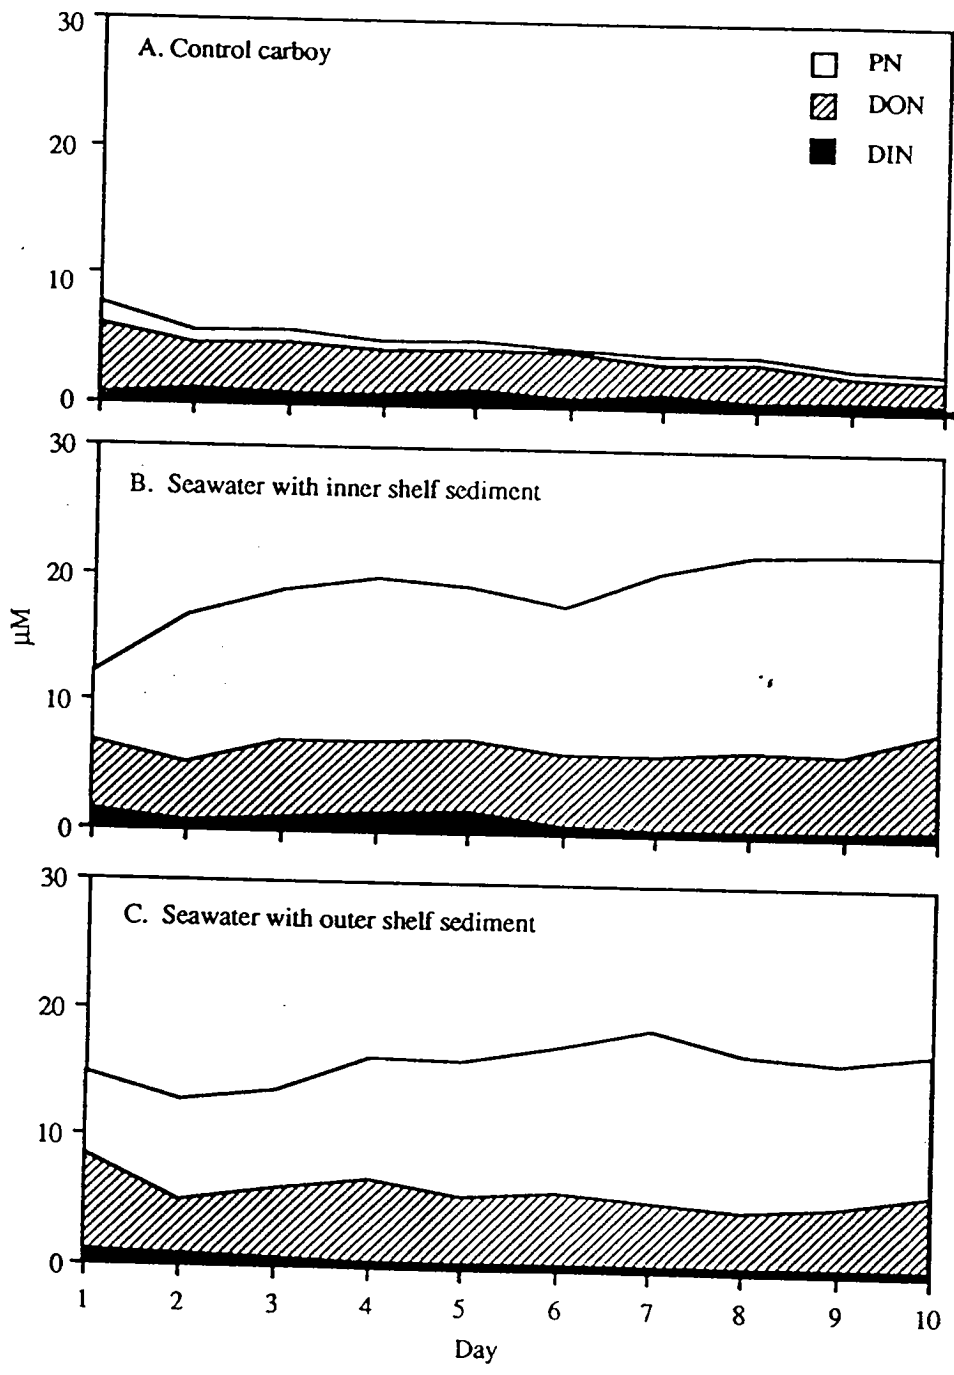 30
A. Control carboy
PN
DON
DIN
20
10
0
30
B. Seawater with inner shelf sediment
20
µM
10
0
30
C. Seawater with outer shelf sediment
20
10
0
1 2 3 4 5 6 7 8 9 10
Day